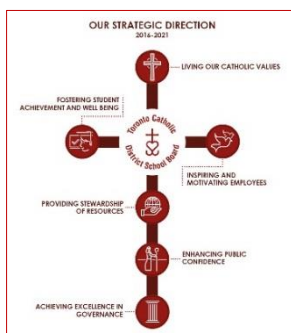 OUR STRATEGIC DIRECTION
2016-2021
LIVING OUR CATHOLIC VALUES
FOSTERING STUDENT
ACHIEVEMENT AND WELL BEING
Toronto Catholic
District School Board
INSPIRING AND
MOTIVATING EMPLOYEES
PROVIDING STEWARDSHIP
OF RESOURCES
ENHANCING PUBLIC
CONFIDENCE
ACHIEVING EXCELLENCE IN
GOVERNANCE